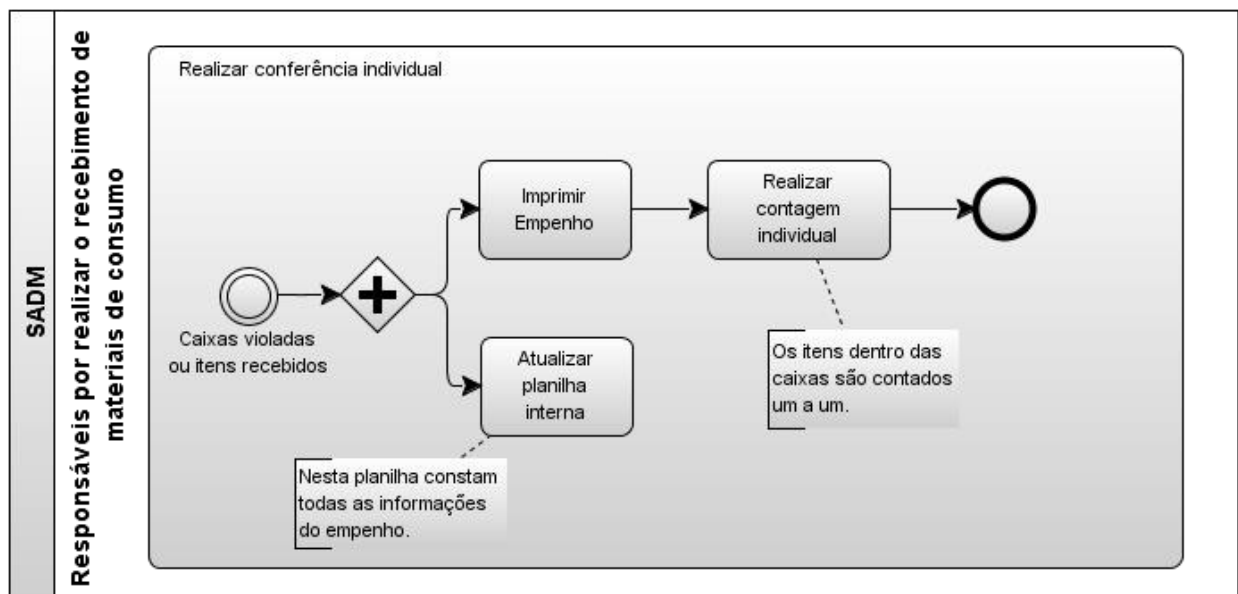 SADM
Responsáveis por realizar o recebimento de
materiais de consumo
Realizar conferência individual
Caixas violadas
ou itens recebidos
Imprimir
Empenho
Realizar
contagem
individual
Os itens dentro das
caixas são contados
um a um.
Atualizar
planilha
interna
Nesta planilha constam
todas as informações
do empenho.